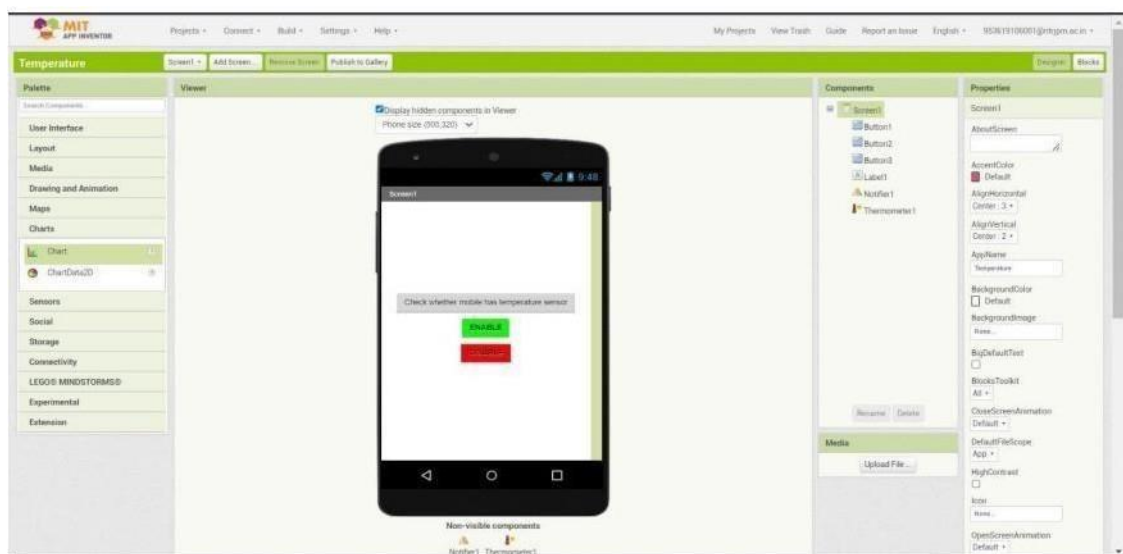 MIT
APP INVENTOR
Projects Connect Build Settings Help
My Projects View Trash Guide Report an Issue English
Temperature
Screen1 Add Screen... Remove Screen Publish to Gallery
Designer Blocks
Palette
Search Components...
User Interface
Layout
Media
Drawing and Animation
Maps
Charts
Chart
ChartData2D
Sensors
Social
Storage
Connectivity
LEGO® MINDSTORMS®
Experimental
Extension
Viewer
Display hidden components in Viewer
Phone size (505,320)
9:48
Screen1
Check whether mobile has temperature sensor
ENABLE
Non-visible components
Notifier1 Thermometer1
Components
Screen1
Button1
Button2
Button3
Label1
Notifier1
Thermometer1
Rename Delete
Media
Upload File ...
Properties
Screen1
AboutScreen
AccentColor
Default
AlignHorizontal
Center : 3
AlignVertical
Center : 2
AppName
Temperature
BackgroundColor
Default
BackgroundImage
None...
BigDefaultText
BlocksToolkit
All
CloseScreenAnimation
Default
DefaultFileScope
App
HighContrast
Icon
None...
OpenScreenAnimation
Default